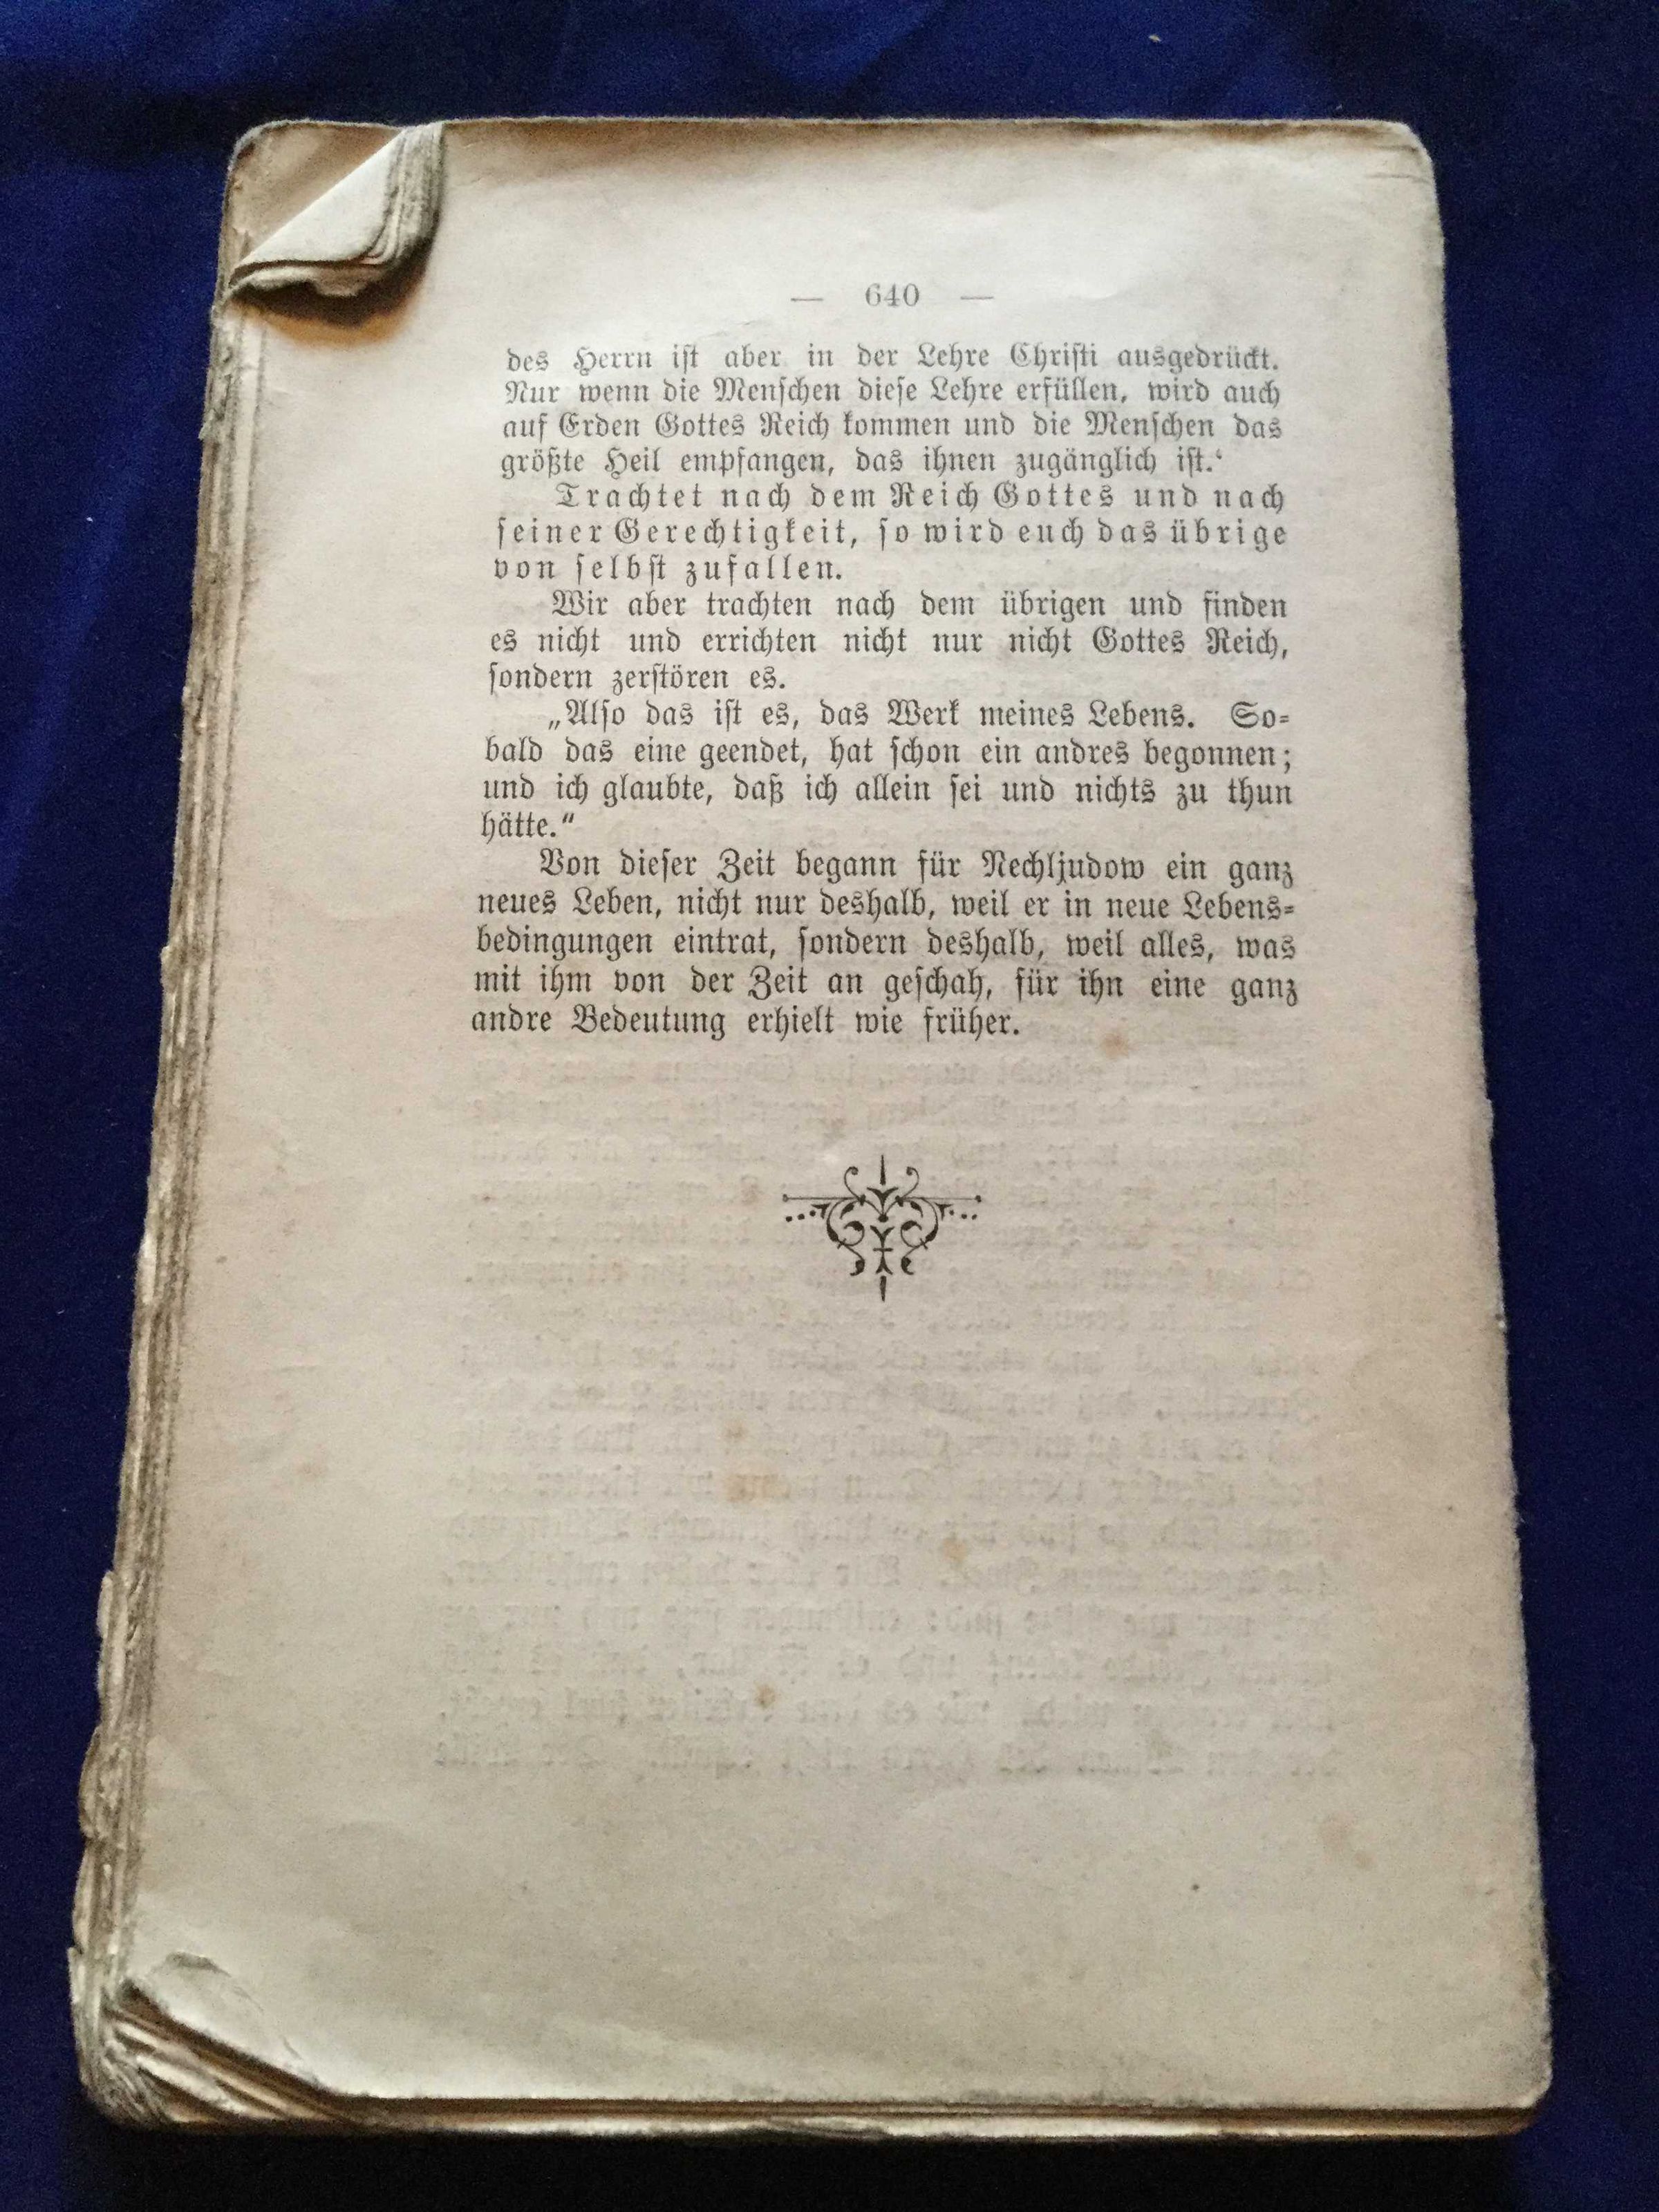 — 640 —
des Herrn ist aber in der Lehre Christi ausgedrückt.
Nur wenn die Menschen diese Lehre erfüllen, wird auch
auf Erden Gottes Reich kommen und die Menschen das
größte Heil empfangen, das ihnen zugänglich ist.‘
Trachtet nach dem Reich Gottes und nach
seiner Gerechtigkeit, so wird euch das übrige
von selbst zufallen.
Wir aber trachten nach dem übrigen und finden
es nicht und errichten nicht nur nicht Gottes Reich,
sondern zerstören es.
„Also das ist es, das Werk meines Lebens. So-
bald das eine geendet, hat schon ein andres begonnen;
und ich glaubte, daß ich allein sei und nichts zu thun
hätte.“
Von dieser Zeit begann für Nechljudow ein ganz
neues Leben, nicht nur deshalb, weil er in neue Lebens-
bedingungen eintrat, sondern deshalb, weil alles, was
mit ihm von der Zeit an geschah, für ihn eine ganz
andre Bedeutung erhielt wie früher.